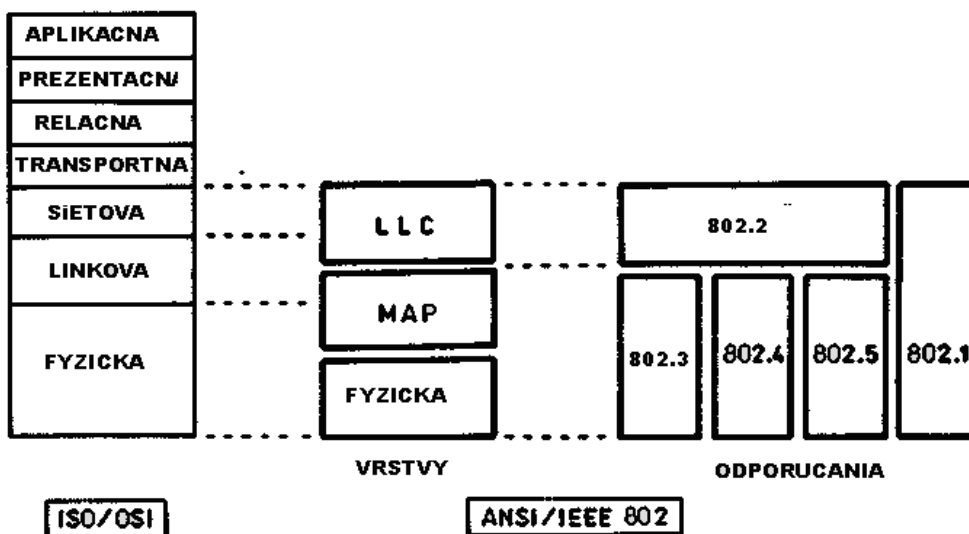 APLIKACNA
PREZENTACN/
RELACNA
TRANSPORTNA
SiETOVA
LINKOVA
FYZICKA
LLC
MAP
FYZICKA
802.2
802.3
802.4
802.5
802.1
VRSTVY
ODPORUCANIA
ISO/OSI
ANSI/IEEE 802